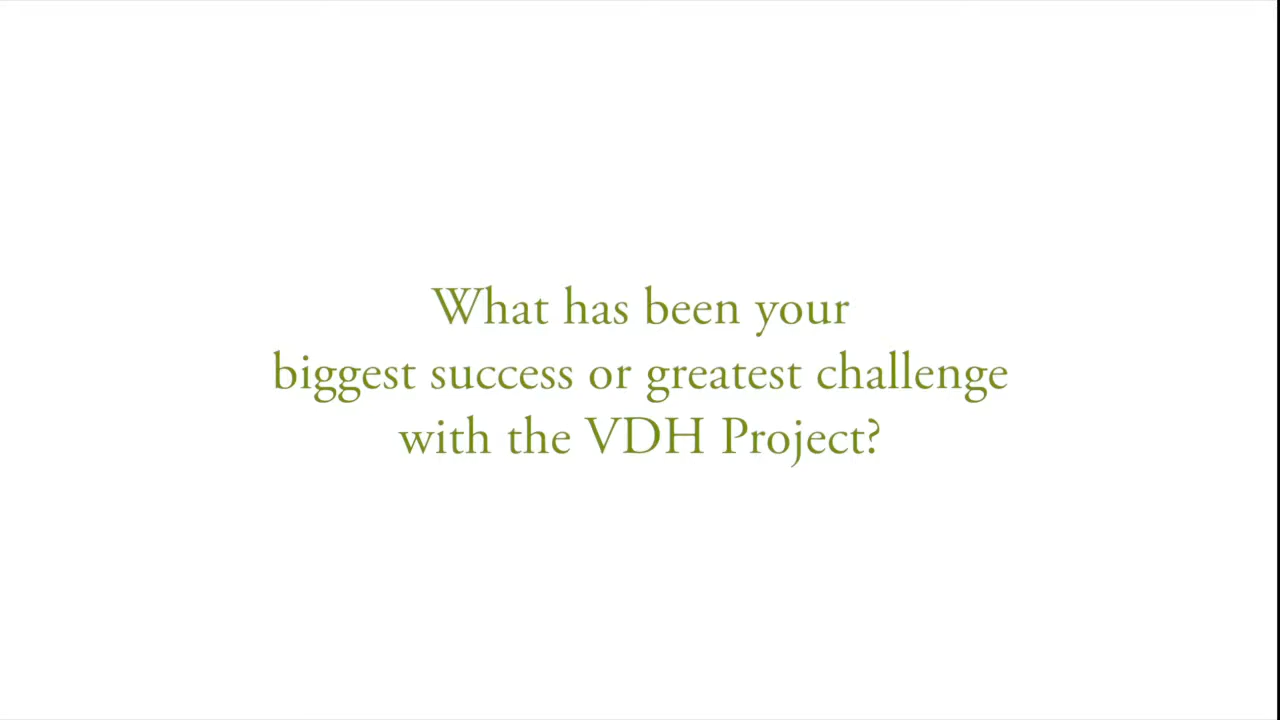 What has been your
biggest success or greatest challenge
with the VDH Project?